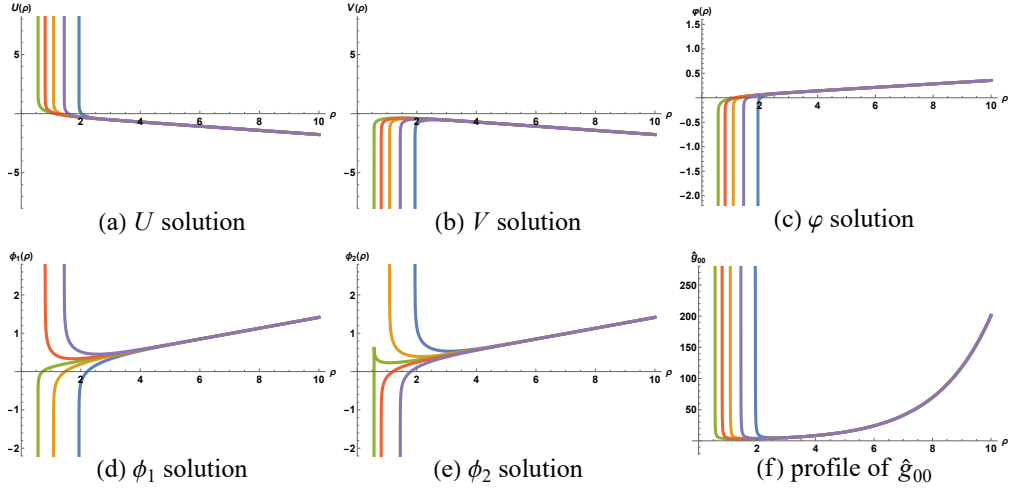 U(ρ)
5
2 4 6 8 10 ρ
-5
(a) U solution
V(ρ)
5
2 4 6 8 10 ρ
-5
(b) V solution
φ(ρ)
1.5
1.0
0.5
2 4 6 8 10 ρ
-0.5
-1.0
-1.5
-2.0
(c) φ solution
ϕ₁(ρ)
2
1
2 4 6 8 10 ρ
-1
-2
(d) ϕ₁ solution
ϕ₂(ρ)
2
1
2 4 6 8 10 ρ
-1
-2
(e) ϕ₂ solution
ĝ₀₀
250
200
150
100
50
2 4 6 8 10 ρ
(f) profile of ĝ₀₀